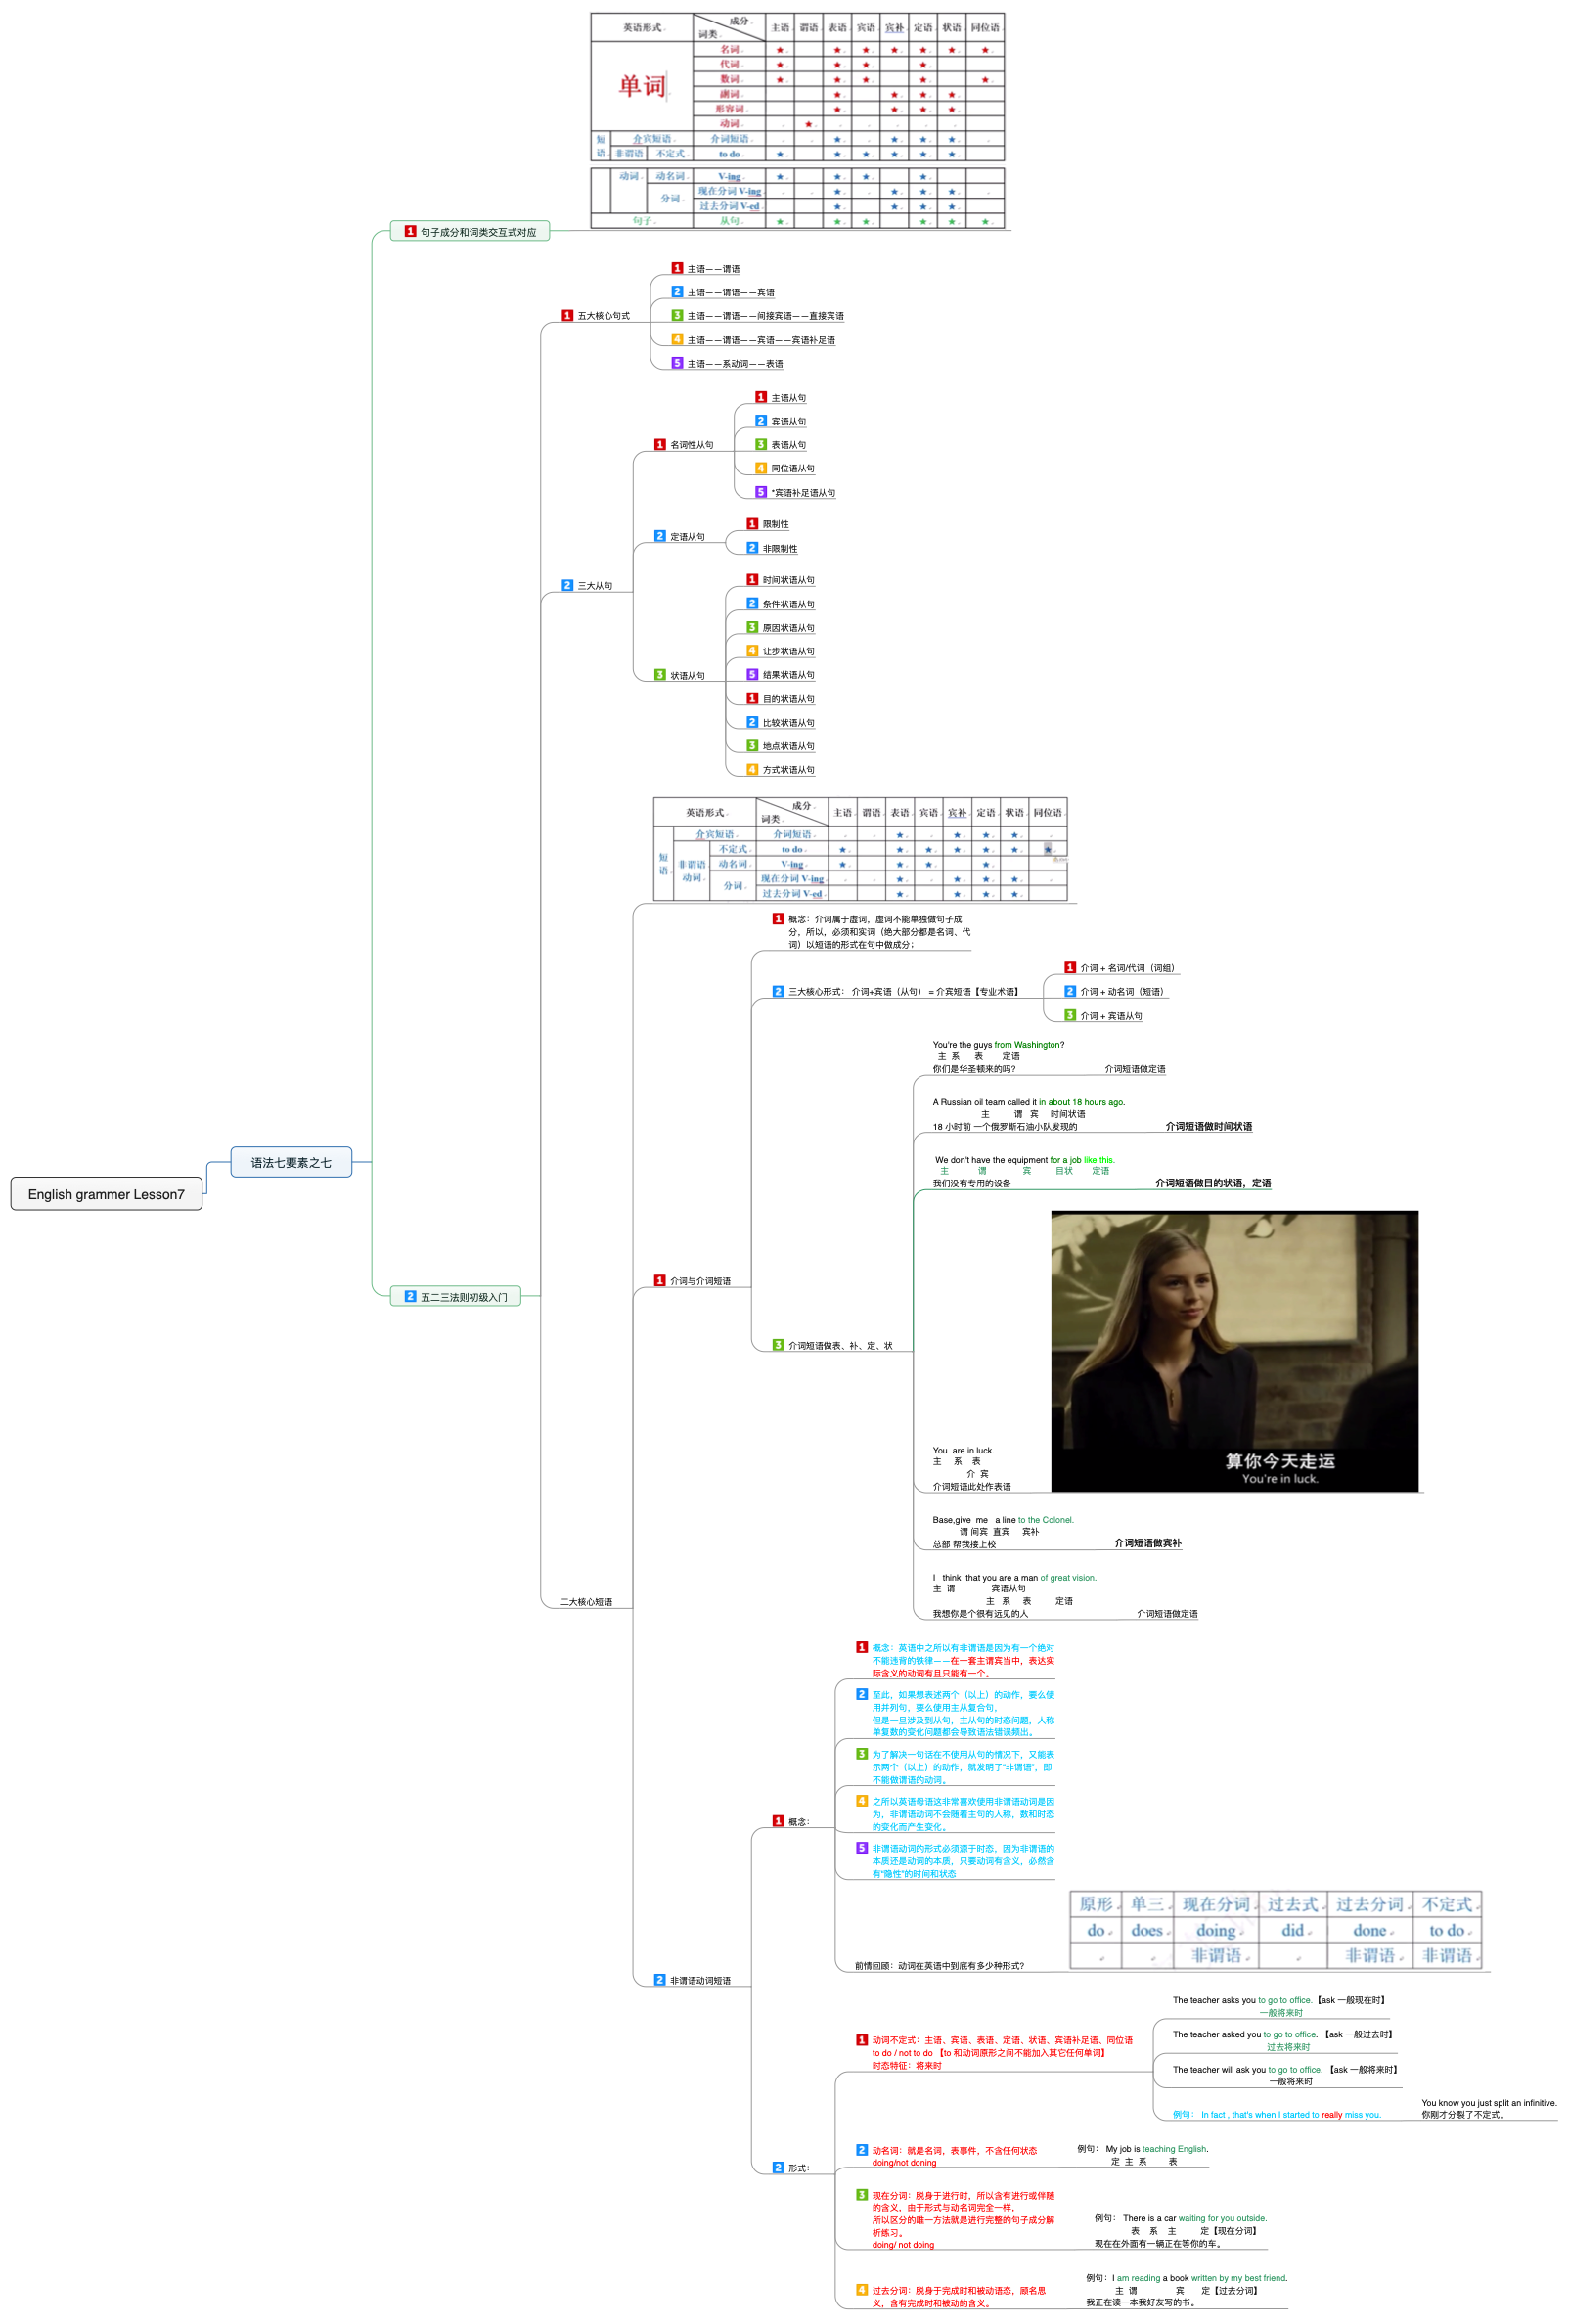 英语形式 成分 词类 主语 谓语 表语 宾语 宾补 定语 状语 同位语
单词 名词 ★ ★ ★ ★ ★ ★ ★
代词 ★ ★ ★ ★
数词 ★ ★ ★ ★ ★
副词 ★ ★ ★ ★
形容词 ★ ★ ★ ★
动词 ★
短语 介宾短语 介词短语 ★ ★ ★ ★
非谓语 不定式 to do ★ ★ ★ ★ ★ ★
动词 动名词 V-ing ★ ★ ★ ★
分词 现在分词 V-ing ★ ★ ★ ★
过去分词 V-ed ★ ★ ★ ★
句子 从句 ★ ★ ★ ★ ★ ★
1 句子成分和词类交互式对应
1 五大核心句式
1 主语——谓语
2 主语——谓语——宾语
3 主语——谓语——间接宾语——直接宾语
4 主语——谓语——宾语——宾语补足语
5 主语——系动词——表语
2 三大从句
1 名词性从句
1 主语从句
2 宾语从句
3 表语从句
4 同位语从句
5 *宾语补足语从句
2 定语从句
1 限制性
2 非限制性
3 状语从句
1 时间状语从句
2 条件状语从句
3 原因状语从句
4 让步状语从句
5 结果状语从句
1 目的状语从句
2 比较状语从句
3 地点状语从句
4 方式状语从句
英语形式 成分 词类 主语 谓语 表语 宾语 宾补 定语 状语 同位语
短语 介宾短语 介词短语 ★ ★ ★ ★
非谓语动词 不定式 to do ★ ★ ★ ★ ★ ★ ★
动名词 V-ing ★ ★ ★ ★
分词 现在分词 V-ing ★ ★ ★ ★
过去分词 V-ed ★ ★ ★ ★
English grammer Lesson7
语法七要素之七
2 五二三法则初级入门
二大核心短语
1 介词与介词短语
1 概念：介词属于虚词，虚词不能单独做句子成
分，所以，必须和实词（绝大部分都是名词、代
词）以短语的形式在句中做成分；
2 三大核心形式： 介词+宾语（从句）＝介宾短语【专业术语】
1 介词 + 名词/代词（词组）
2 介词 + 动名词（短语）
3 介词 + 宾语从句
3 介词短语做表、补、定、状
You're the guys from Washington?
主 系 表 定语
你们是华圣顿来的吗? 介词短语做定语
A Russian oil team called it in about 18 hours ago.
主 谓 宾 时间状语
18 小时前 一个俄罗斯石油小队发现的 介词短语做时间状语
We don't have the equipment for a job like this.
主 谓 宾 目状 定语
我们没有专用的设备 介词短语做目的状语，定语
算你今天走运
You're in luck.
You are in luck.
主 系 表
介 宾
介词短语此处作表语
Base,give me a line to the Colonel.
谓 间宾 直宾 宾补
总部 帮我接上校 介词短语做宾补
I think that you are a man of great vision.
主 谓 宾语从句
主 系 表 定语
我想你是个很有远见的人 介词短语做定语
2 非谓语动词短语
1 概念：
1 概念：英语中之所以有非谓语是因为有一个绝对
不能违背的铁律——在一套主谓宾当中，表达实
际含义的动词有且只能有一个。
2 至此，如果想表述两个（以上）的动作，要么使
用并列句，要么使用主从复合句，
但是一旦涉及到从句，主从句的时态问题，人称
单复数的变化问题都会导致语法错误频出。
3 为了解决一句话在不使用从句的情况下，又能表
示两个（以上）的动作，就发明了“非谓语”，即
不能做谓语的动词。
4 之所以英语母语这非常喜欢使用非谓语动词是因
为，非谓语动词不会随着主句的人称，数和时态
的变化而产生变化。
5 非谓语动词的形式必须源于时态，因为非谓语的
本质还是动词的本质，只要动词有含义，必然含
有“隐性”的时间和状态
前情回顾：动词在英语中到底有多少种形式?
原形 单三 现在分词 过去式 过去分词 不定式
do does doing did done to do
非谓语 非谓语 非谓语
2 形式：
1 动词不定式：主语、宾语、表语、定语、状语、宾语补足语、同位语
to do / not to do 【to 和动词原形之间不能加入其它任何单词】
时态特征：将来时
The teacher asks you to go to office.【ask 一般现在时】
一般将来时
The teacher asked you to go to office. 【ask 一般过去时】
过去将来时
The teacher will ask you to go to office. 【ask 一般将来时】
一般将来时
例句： In fact , that's when I started to really miss you.
You know you just split an infinitive.
你刚才分裂了不定式。
2 动名词：就是名词，表事件，不含任何状态
doing/not doning
例句： My job is teaching English.
定 主 系 表
3 现在分词：脱身于进行时，所以含有进行或伴随
的含义，由于形式与动名词完全一样，
所以区分的唯一方法就是进行完整的句子成分解
析练习。
doing/ not doing
例句： There is a car waiting for you outside.
表 系 主 定【现在分词】
现在在外面有一辆正在等你的车。
4 过去分词：脱身于完成时和被动语态，顾名思
义，含有完成时和被动的含义。
例句：I am reading a book written by my best friend.
主 谓 宾 定【过去分词】
我正在读一本我好友写的书。